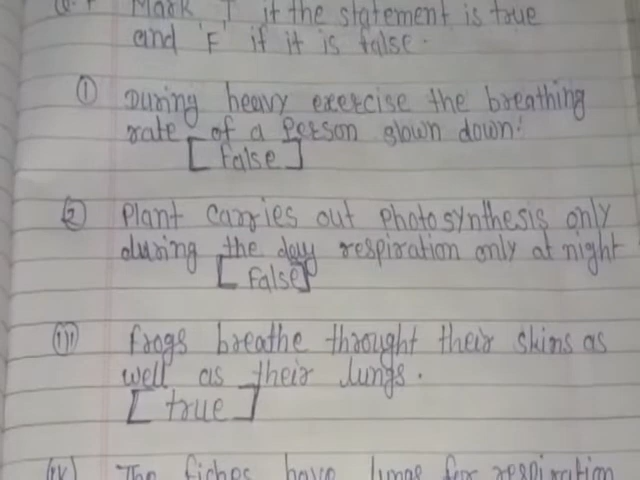 Mark 'T' if the statement is true
and 'F' if it is false.
① During heavy exercise the breathing
rate of a Person slown down!
[ False ]
② Plant carries out photosynthesis only
during the day respiration only at night
[ False ]
(iii) frogs breathe throught their skins as
well as their lungs.
[ true ]
(iv) The fishes have lungs for respiration